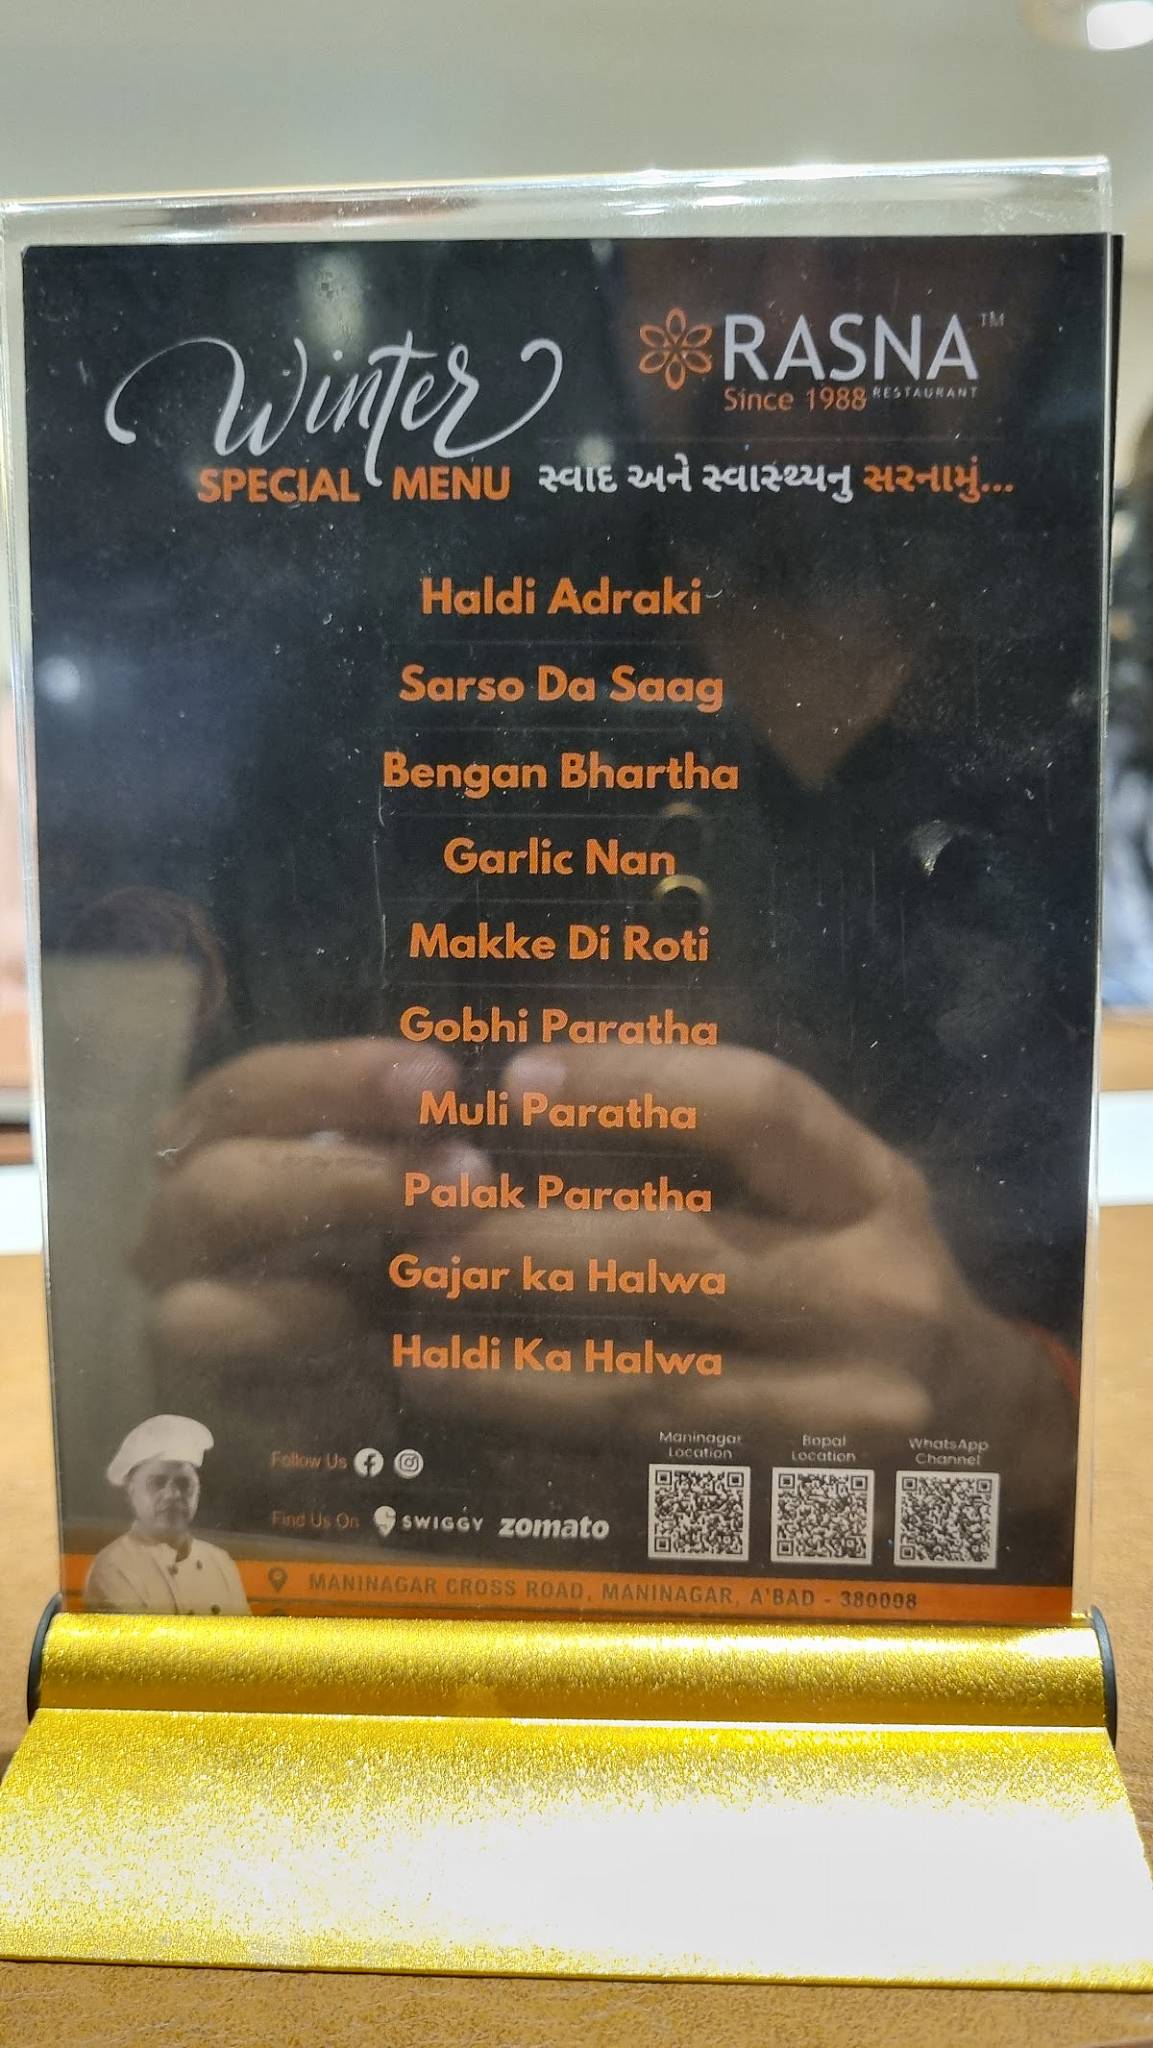 Winter
SPECIAL MENU
RASNA™
Since 1988 RESTAURANT
સ્વાદ અને સ્વાસ્થ્યનુ સરનામું...
Haldi Adraki
Sarso Da Saag
Bengan Bhartha
Garlic Nan
Makke Di Roti
Gobhi Paratha
Muli Paratha
Palak Paratha
Gajar ka Halwa
Haldi Ka Halwa
Follow Us
Find Us On SWIGGY zomato
Maninagar
Location
Bopal
Location
WhatsApp
Channel
MANINAGAR CROSS ROAD, MANINAGAR, A'BAD - 380008